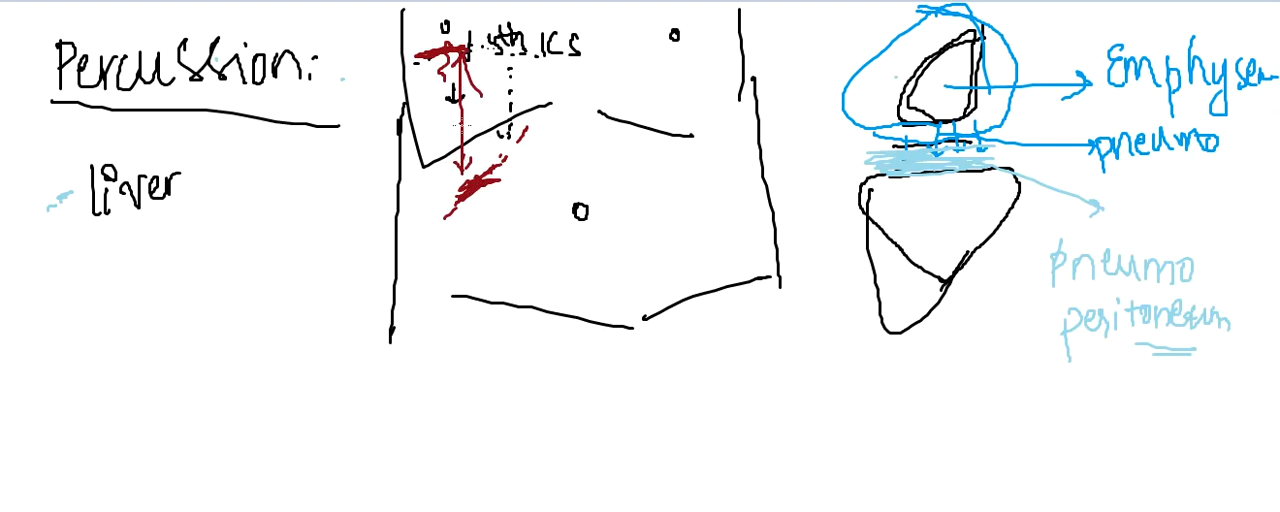 Percussion:
liver
5th ICS
Emphysem
pneumo
pneumo
peritoneum